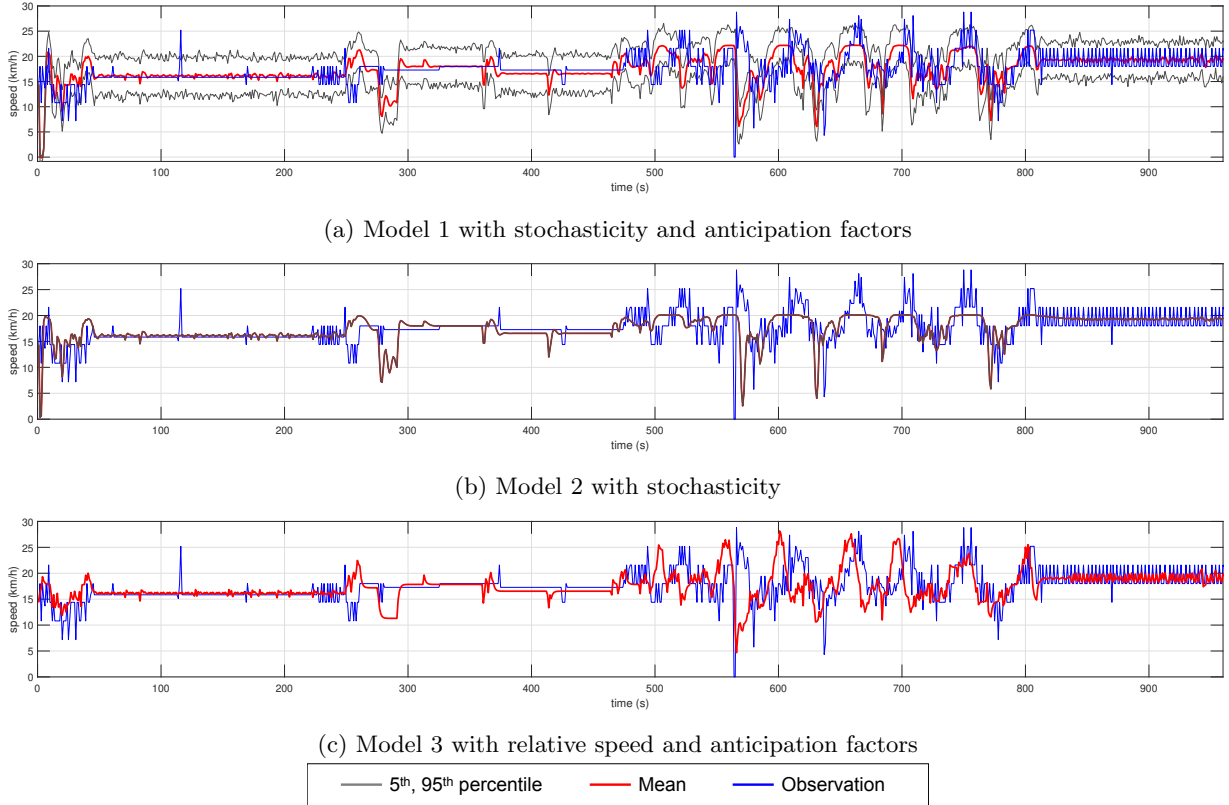 30
25
20
15
10
5
0
speed (km/h)
0 100 200 300 400 500 600 700 800 900
time (s)
(a) Model 1 with stochasticity and anticipation factors
30
25
20
15
10
5
0
speed (km/h)
0 100 200 300 400 500 600 700 800 900
time (s)
(b) Model 2 with stochasticity
30
25
20
15
10
5
0
speed (km/h)
0 100 200 300 400 500 600 700 800 900
time (s)
(c) Model 3 with relative speed and anticipation factors
5th, 95th percentile Mean Observation